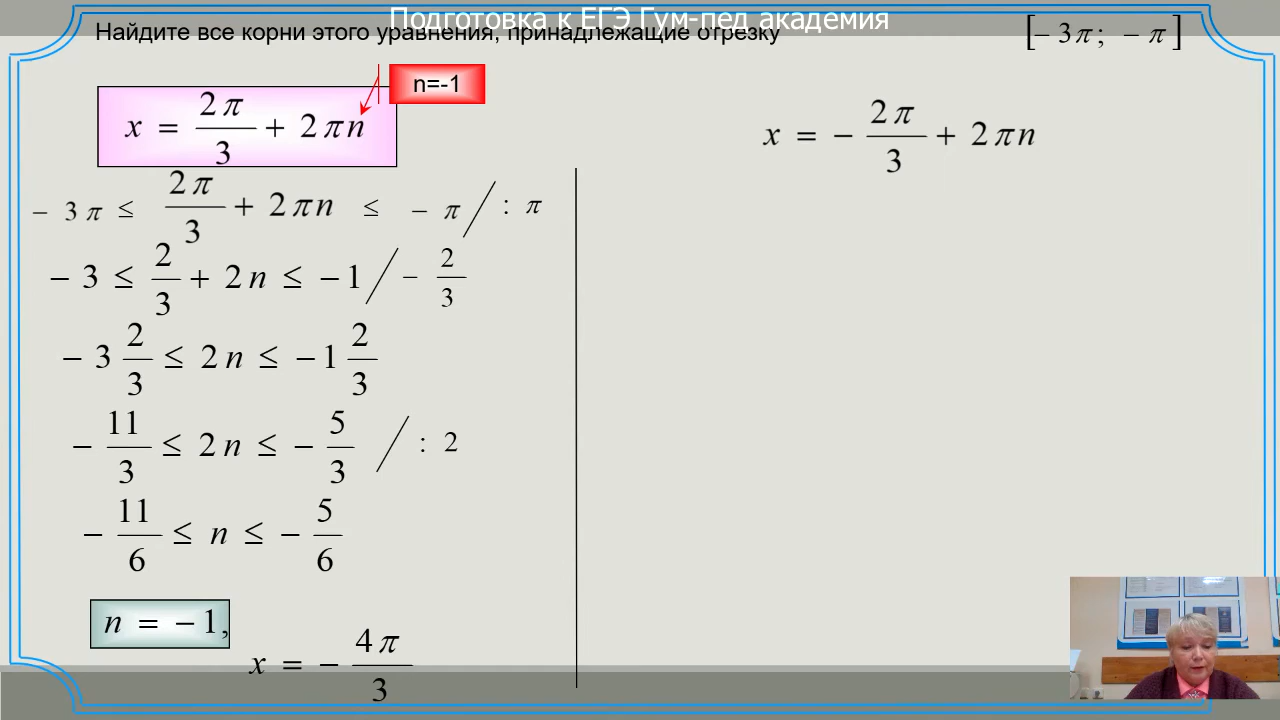 Подготовка к ЕГЭ Гум-пед академия
Найдите все корни этого уравнения, принадлежащие отрезку [− 3π ; − π]
n=-1
x = 2π/3 + 2πn
− 3π ≤ 2π/3 + 2πn ≤ − π / : π
− 3 ≤ 2/3 + 2n ≤ −1 / − 2/3
− 3 2/3 ≤ 2n ≤ −1 2/3
− 11/3 ≤ 2n ≤ − 5/3 / : 2
− 11/6 ≤ n ≤ − 5/6
n = −1,
x = − 4π/3
x = − 2π/3 + 2πn